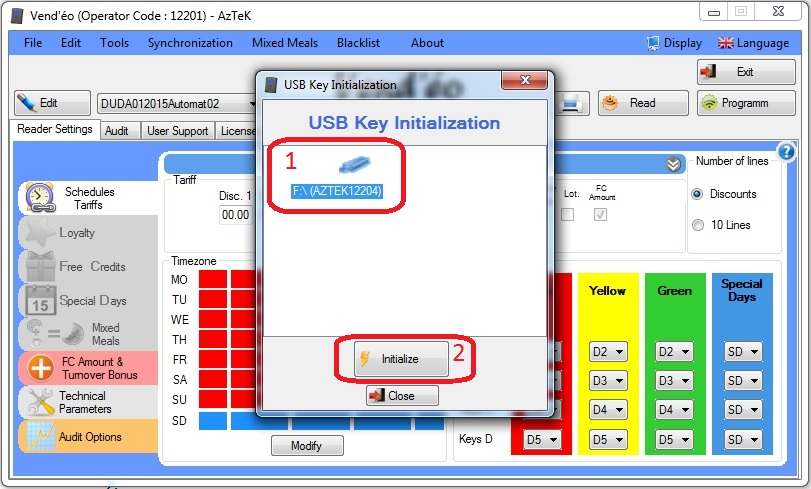 Vend'éo (Operator Code : 12201) - AzTeK
File Edit Tools Synchronization Mixed Meals Blacklist About Display Language
Exit
Edit DUDA012015Automat02 Read Programm
Reader Settings Audit User Support License
USB Key Initialization
USB Key Initialization
1
F:\ (AZTEK12204)
Initialize 2
Close
Schedules
Tariffs
Loyalty
Free Credits
15 Special Days
Mixed
Meals
FC Amount &
Turnover Bonus
Technical
Parameters
Audit Options
Tariff
Disc. 1
00.00
Lot. FC
Amount
?
Number of lines
Discounts
10 Lines
Timezone
MO
TU
WE
TH
FR
SA
SU
SD
Modify
Yellow Green Special
Days
D2 D2 SD
D3 D3 SD
D4 D4 SD
Keys D D5 D5 D5 SD